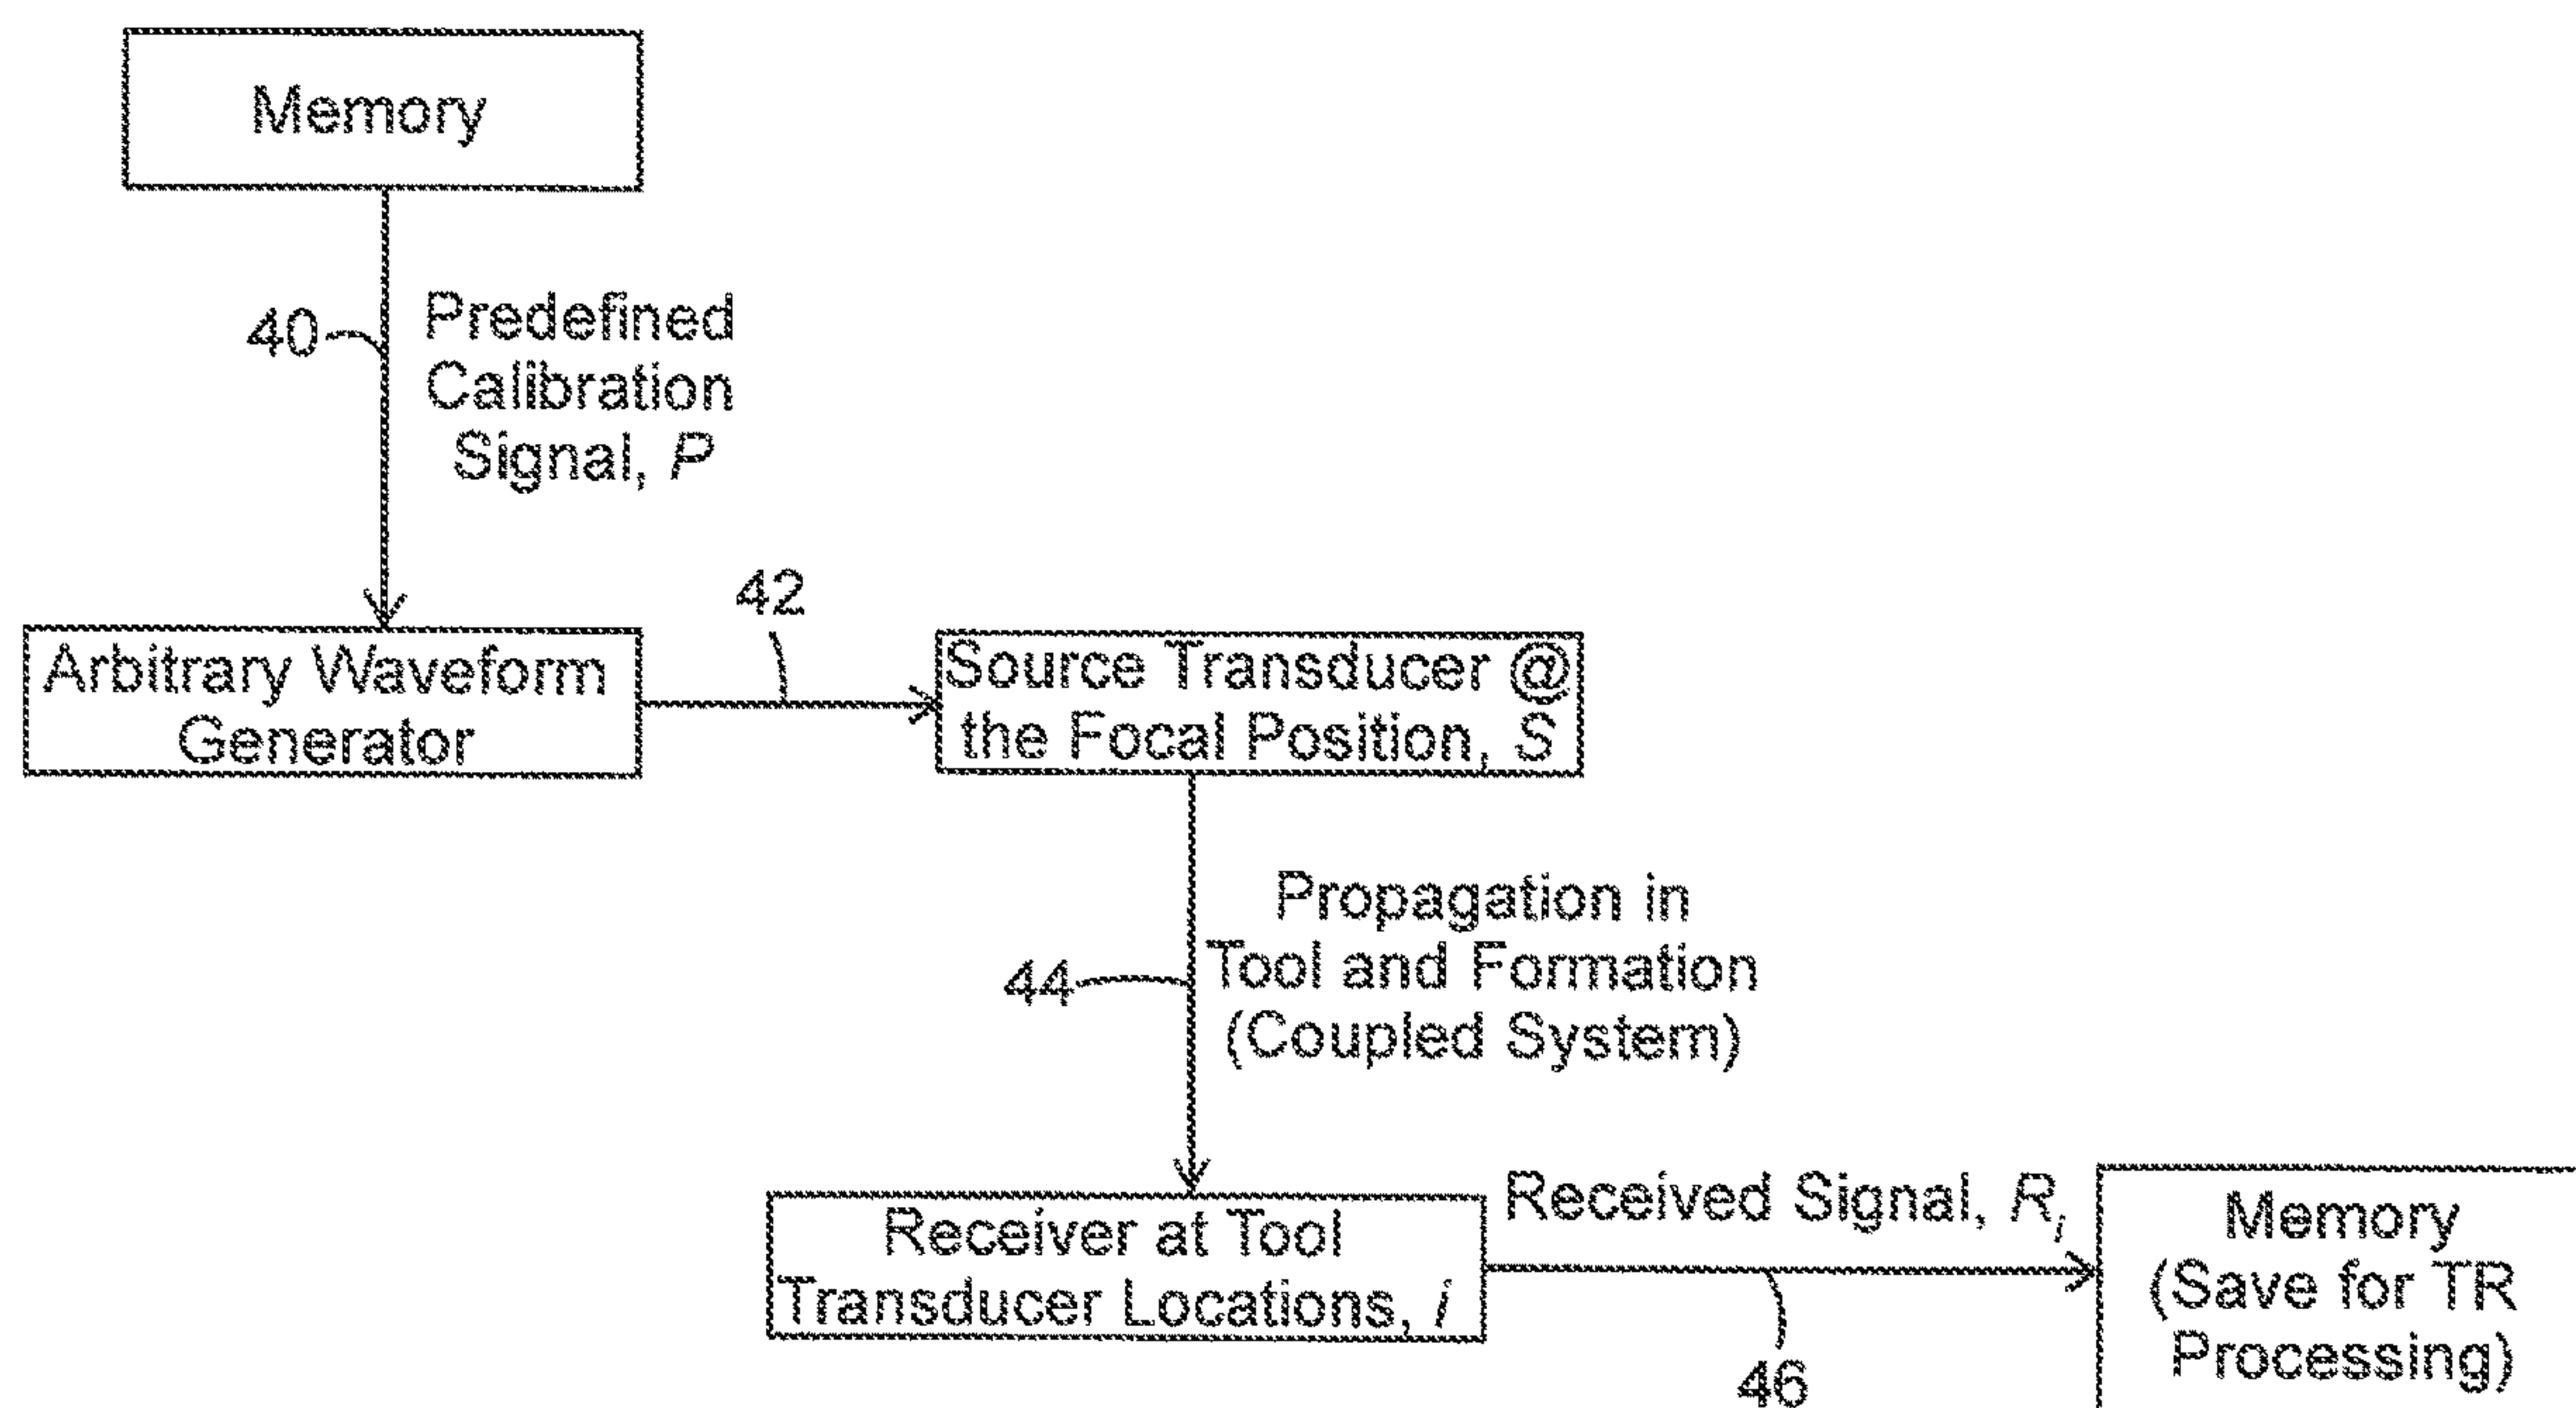 Memory
40
Predefined
Calibration
Signal, P
42
Arbitrary Waveform
Generator
Source Transducer @
the Focal Position, S
44
Propagation in
Tool and Formation
(Coupled System)
Receiver at Tool
Transducer Locations, i
Received Signal, Ri
46
Memory
(Save for TR
Processing)